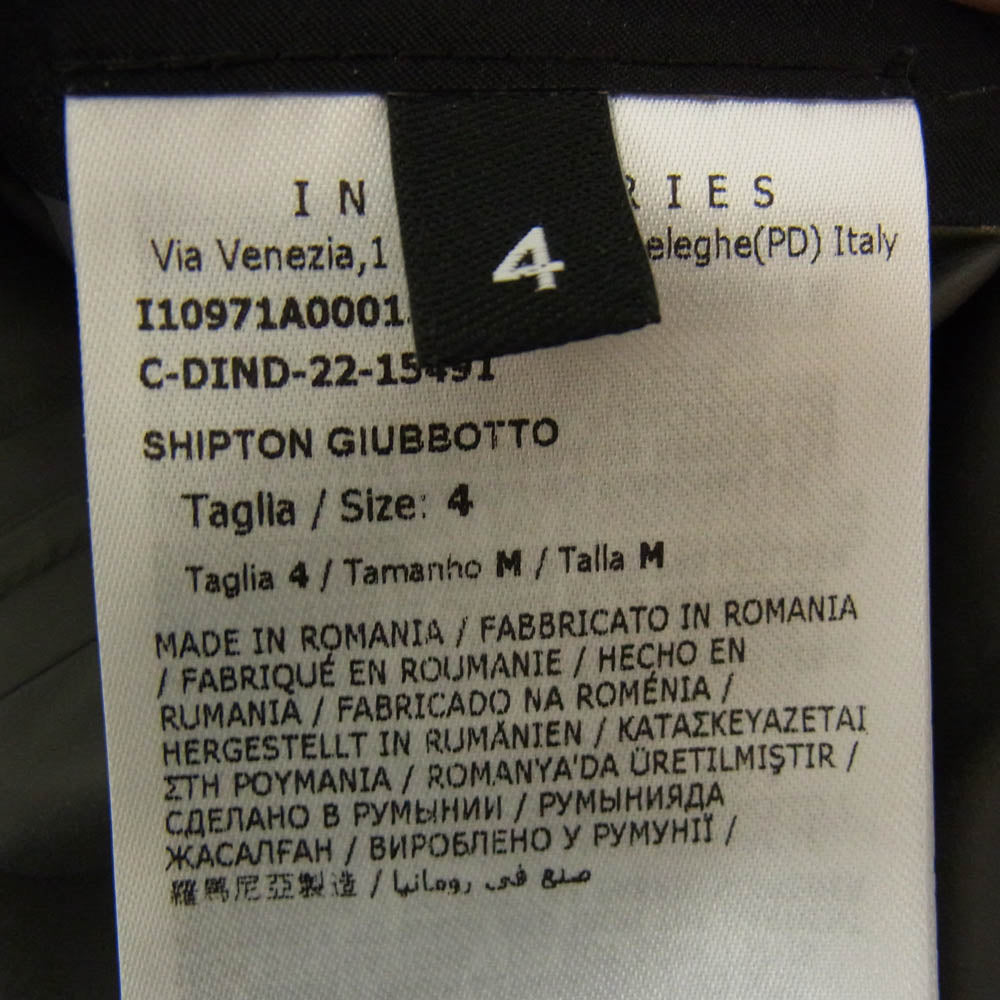 IN RIES
4
Via Venezia,1 eleghe(PD) Italy
I10971A0001
C-DIND-22-15491
SHIPTON GIUBBOTTO
Taglia / Size: 4
Taglia 4 / Tamanho M / Talla M
MADE IN ROMANIA / FABBRICATO IN ROMANIA
/ FABRIQUÉ EN ROUMANIE / HECHO EN
RUMANIA / FABRICADO NA ROMÉNIA /
HERGESTELLT IN RUMÄNIEN / ΚΑΤΑΣΚΕΥΑΖΕΤΑΙ
ΣΤΗ ΡΟΥΜΑΝΙΑ / ROMANYA'DA ÜRETILMIŞTIR /
СДЕЛАНО В РУМЫНИИ / РУМЫНИЯДА
ЖАСАЛҒАН / ВИРОБЛЕНО У РУМУНІЇ /
羅馬尼亞製造 / صنع في رومانيا